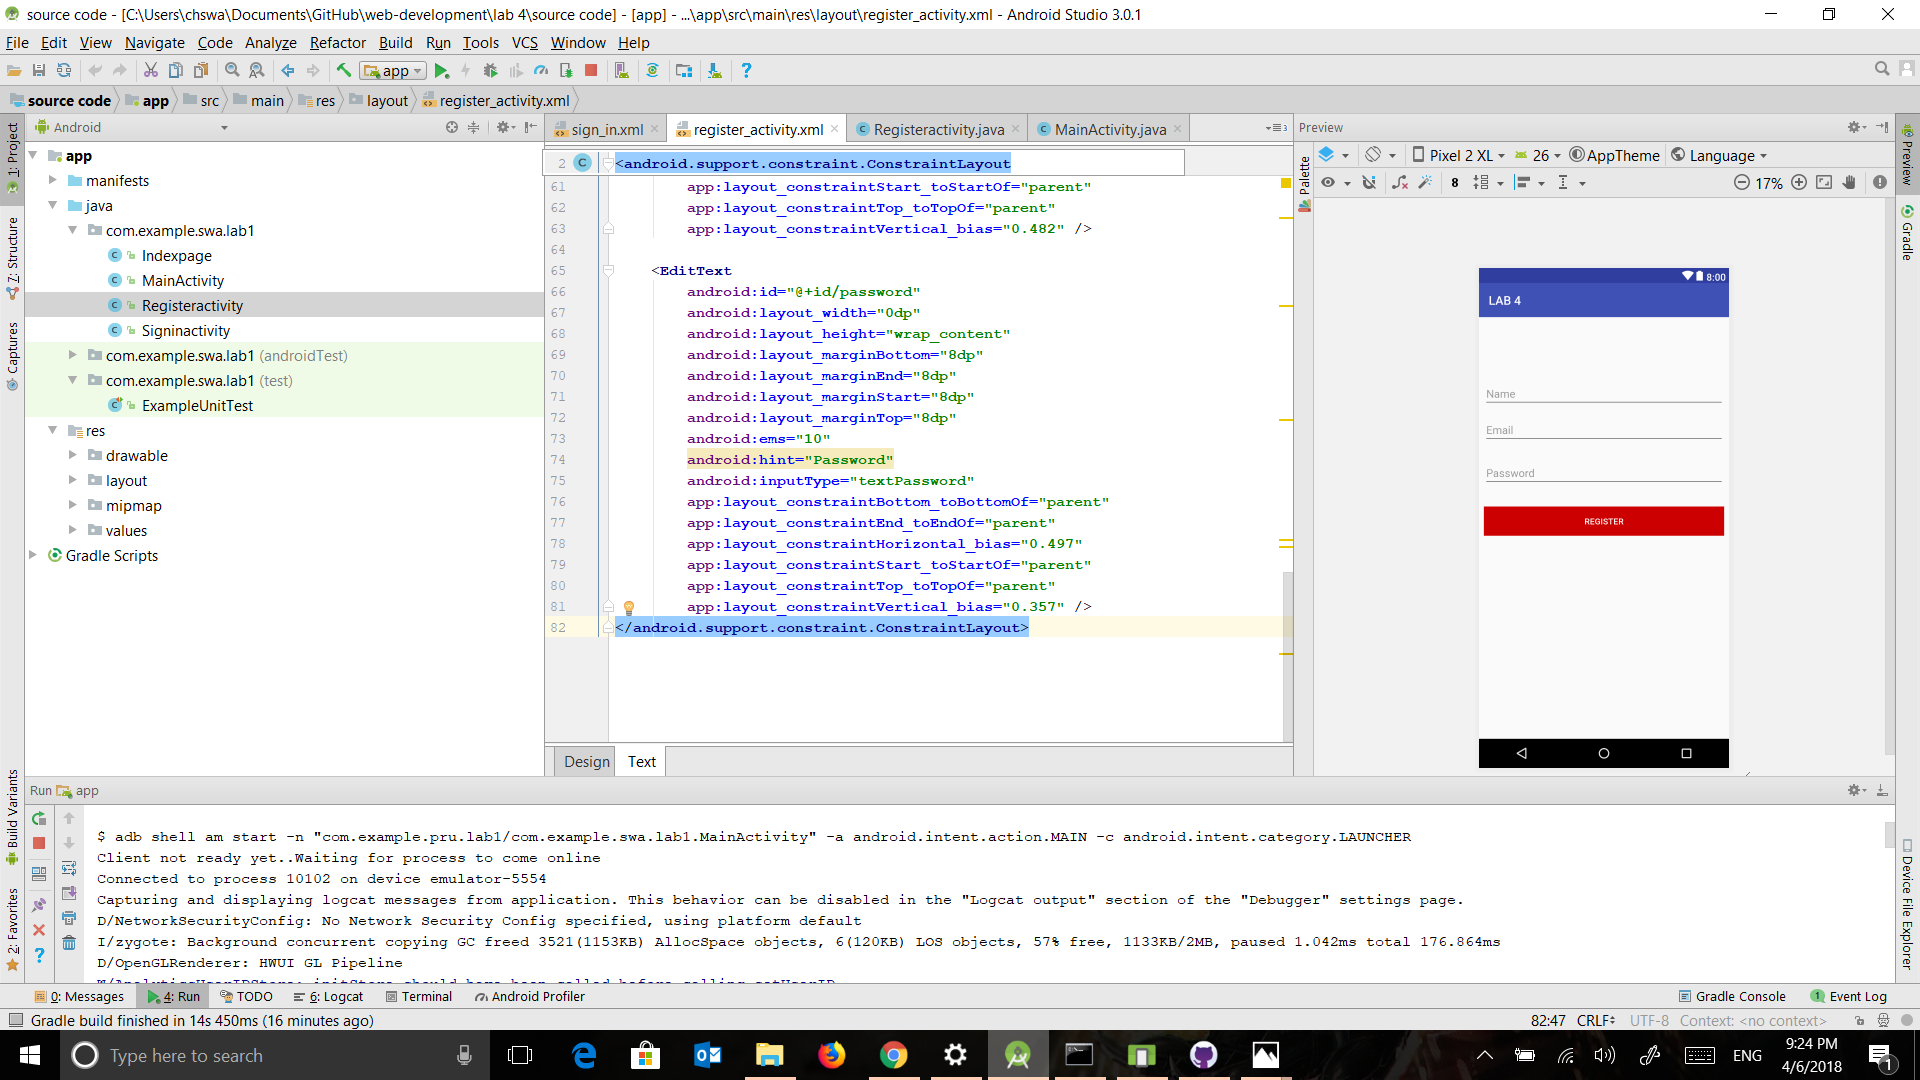 source code - [C:\Users\chswa\Documents\GitHub\web-development\lab 4\source code] - [app] - ...\app\src\main\res\layout\register_activity.xml - Android Studio 3.0.1
File Edit View Navigate Code Analyze Refactor Build Run Tools VCS Window Help
app
source code app src main res layout register_activity.xml
1: Project
7: Structure
Captures
Build Variants
2: Favorites
Android
app
manifests
java
com.example.swa.lab1
Indexpage
MainActivity
Registeractivity
Signinactivity
com.example.swa.lab1 (androidTest)
com.example.swa.lab1 (test)
ExampleUnitTest
res
drawable
layout
mipmap
values
Gradle Scripts
sign_in.xml register_activity.xml Registeractivity.java MainActivity.java
2 <android.support.constraint.ConstraintLayout
61 app:layout_constraintStart_toStartOf="parent"
62 app:layout_constraintTop_toTopOf="parent"
63 app:layout_constraintVertical_bias="0.482" />
64
65 <EditText
66 android:id="@+id/password"
67 android:layout_width="0dp"
68 android:layout_height="wrap_content"
69 android:layout_marginBottom="8dp"
70 android:layout_marginEnd="8dp"
71 android:layout_marginStart="8dp"
72 android:layout_marginTop="8dp"
73 android:ems="10"
74 android:hint="Password"
75 android:inputType="textPassword"
76 app:layout_constraintBottom_toBottomOf="parent"
77 app:layout_constraintEnd_toEndOf="parent"
78 app:layout_constraintHorizontal_bias="0.497"
79 app:layout_constraintStart_toStartOf="parent"
80 app:layout_constraintTop_toTopOf="parent"
81 app:layout_constraintVertical_bias="0.357" />
82 </android.support.constraint.ConstraintLayout>
Design Text
Preview
Palette
Pixel 2 XL 26 AppTheme Language
8 17%
8:00
LAB 4
Name
Email
Password
REGISTER
Preview
Gradle
Device File Explorer
Run app
$ adb shell am start -n "com.example.pru.lab1/com.example.swa.lab1.MainActivity" -a android.intent.action.MAIN -c android.intent.category.LAUNCHER
Client not ready yet..Waiting for process to come online
Connected to process 10102 on device emulator-5554
Capturing and displaying logcat messages from application. This behavior can be disabled in the "Logcat output" section of the "Debugger" settings page.
D/NetworkSecurityConfig: No Network Security Config specified, using platform default
I/zygote: Background concurrent copying GC freed 3521(1153KB) AllocSpace objects, 6(120KB) LOS objects, 57% free, 1133KB/2MB, paused 1.042ms total 176.864ms
D/OpenGLRenderer: HWUI GL Pipeline
0: Messages 4: Run TODO 6: Logcat Terminal Android Profiler Gradle Console 1 Event Log
Gradle build finished in 14s 450ms (16 minutes ago) 82:47 CRLF UTF-8 Context: <no context>
Type here to search
ENG
9:24 PM
4/6/2018
1